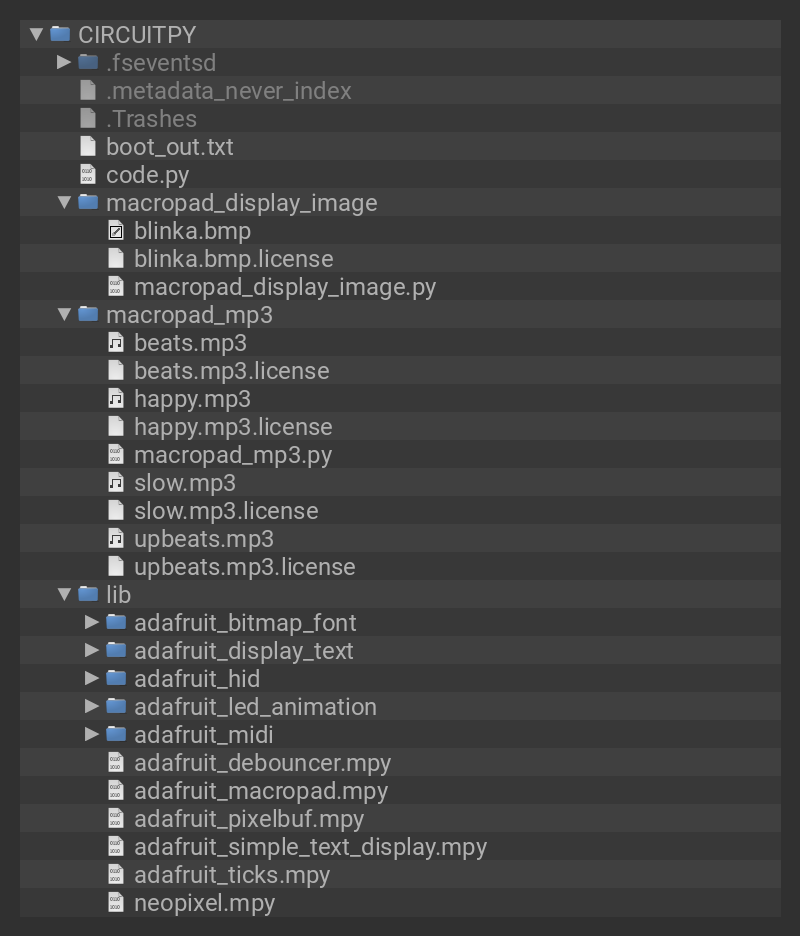 CIRCUITPY
.fseventsd
.metadata_never_index
.Trashes
boot_out.txt
code.py
macropad_display_image
blinka.bmp
blinka.bmp.license
macropad_display_image.py
macropad_mp3
beats.mp3
beats.mp3.license
happy.mp3
happy.mp3.license
macropad_mp3.py
slow.mp3
slow.mp3.license
upbeats.mp3
upbeats.mp3.license
lib
adafruit_bitmap_font
adafruit_display_text
adafruit_hid
adafruit_led_animation
adafruit_midi
adafruit_debouncer.mpy
adafruit_macropad.mpy
adafruit_pixelbuf.mpy
adafruit_simple_text_display.mpy
adafruit_ticks.mpy
neopixel.mpy